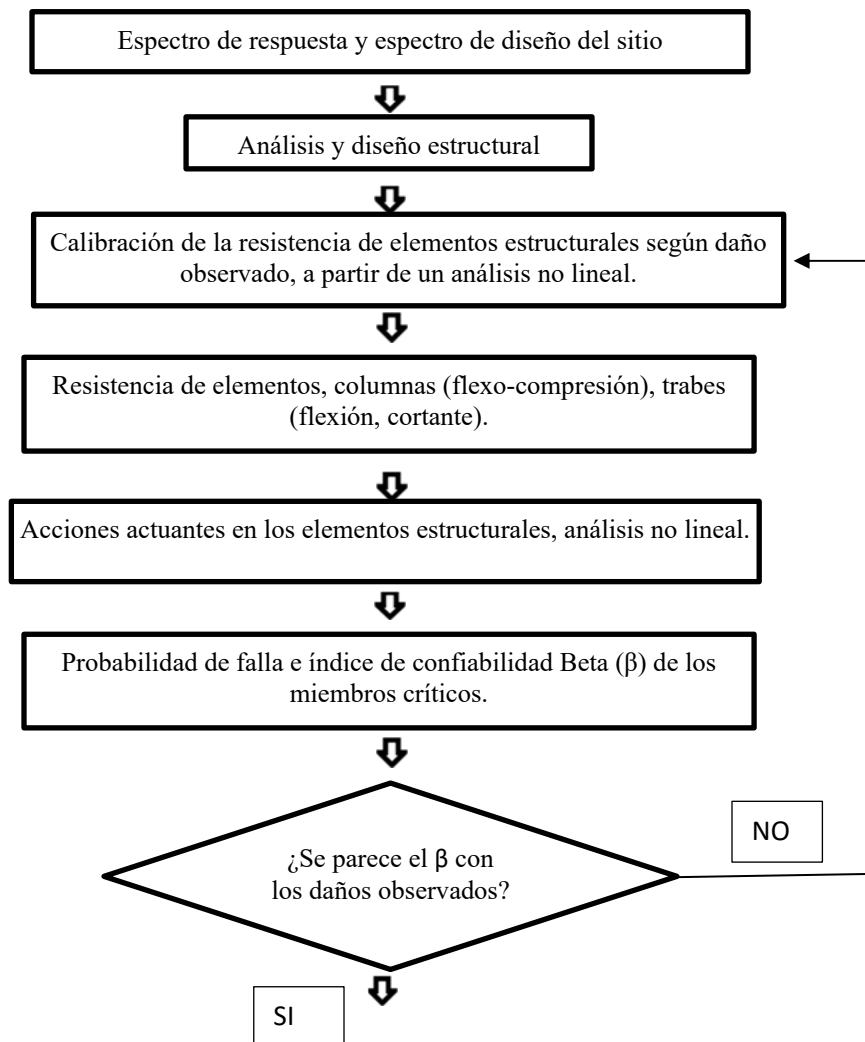 Espectro de respuesta y espectro de diseño del sitio
Análisis y diseño estructural
Calibración de la resistencia de elementos estructurales según daño
observado, a partir de un análisis no lineal.
Resistencia de elementos, columnas (flexo-compresión), trabes
(flexión, cortante).
Acciones actuantes en los elementos estructurales, análisis no lineal.
Probabilidad de falla e índice de confiabilidad Beta (β) de los
miembros críticos.
¿Se parece el β con
los daños observados?
NO
SI